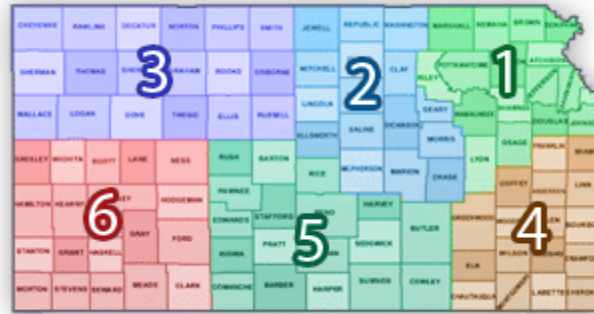 CHEYENNE RAWLINS DECATUR NORTON PHILLIPS SMITH JEWELL REPUBLIC WASHINGTON MARSHALL NEMAHA BROWN
SHERMAN THOMAS ROOKS OSBORNE MITCHELL CLAY RILEY POTTAWATOMIE ATCHISON
3 2 1
WALLACE LOGAN GOVE TREGO ELLIS RUSSELL LINCOLN GEARY WABAUNSEE SHAWNEE DOUGLAS
ELLSWORTH SALINE DICKINSON MORRIS
GREELEY WICHITA SCOTT LANE NESS RUSH BARTON RICE MCPHERSON MARION CHASE LYON OSAGE FRANKLIN MIAMI
HAMILTON KEARNY HODGEMAN PAWNEE STAFFORD RENO HARVEY COFFEY ANDERSON LINN
6 5 4
STANTON GRANT HASKELL GRAY FORD EDWARDS KIOWA PRATT SEDGWICK BUTLER GREENWOOD ELK WILSON
MORTON STEVENS SEWARD MEADE CLARK COMANCHE BARBER HARPER SUMNER COWLEY CHAUTAUQUA MONTGOMERY LABETTE